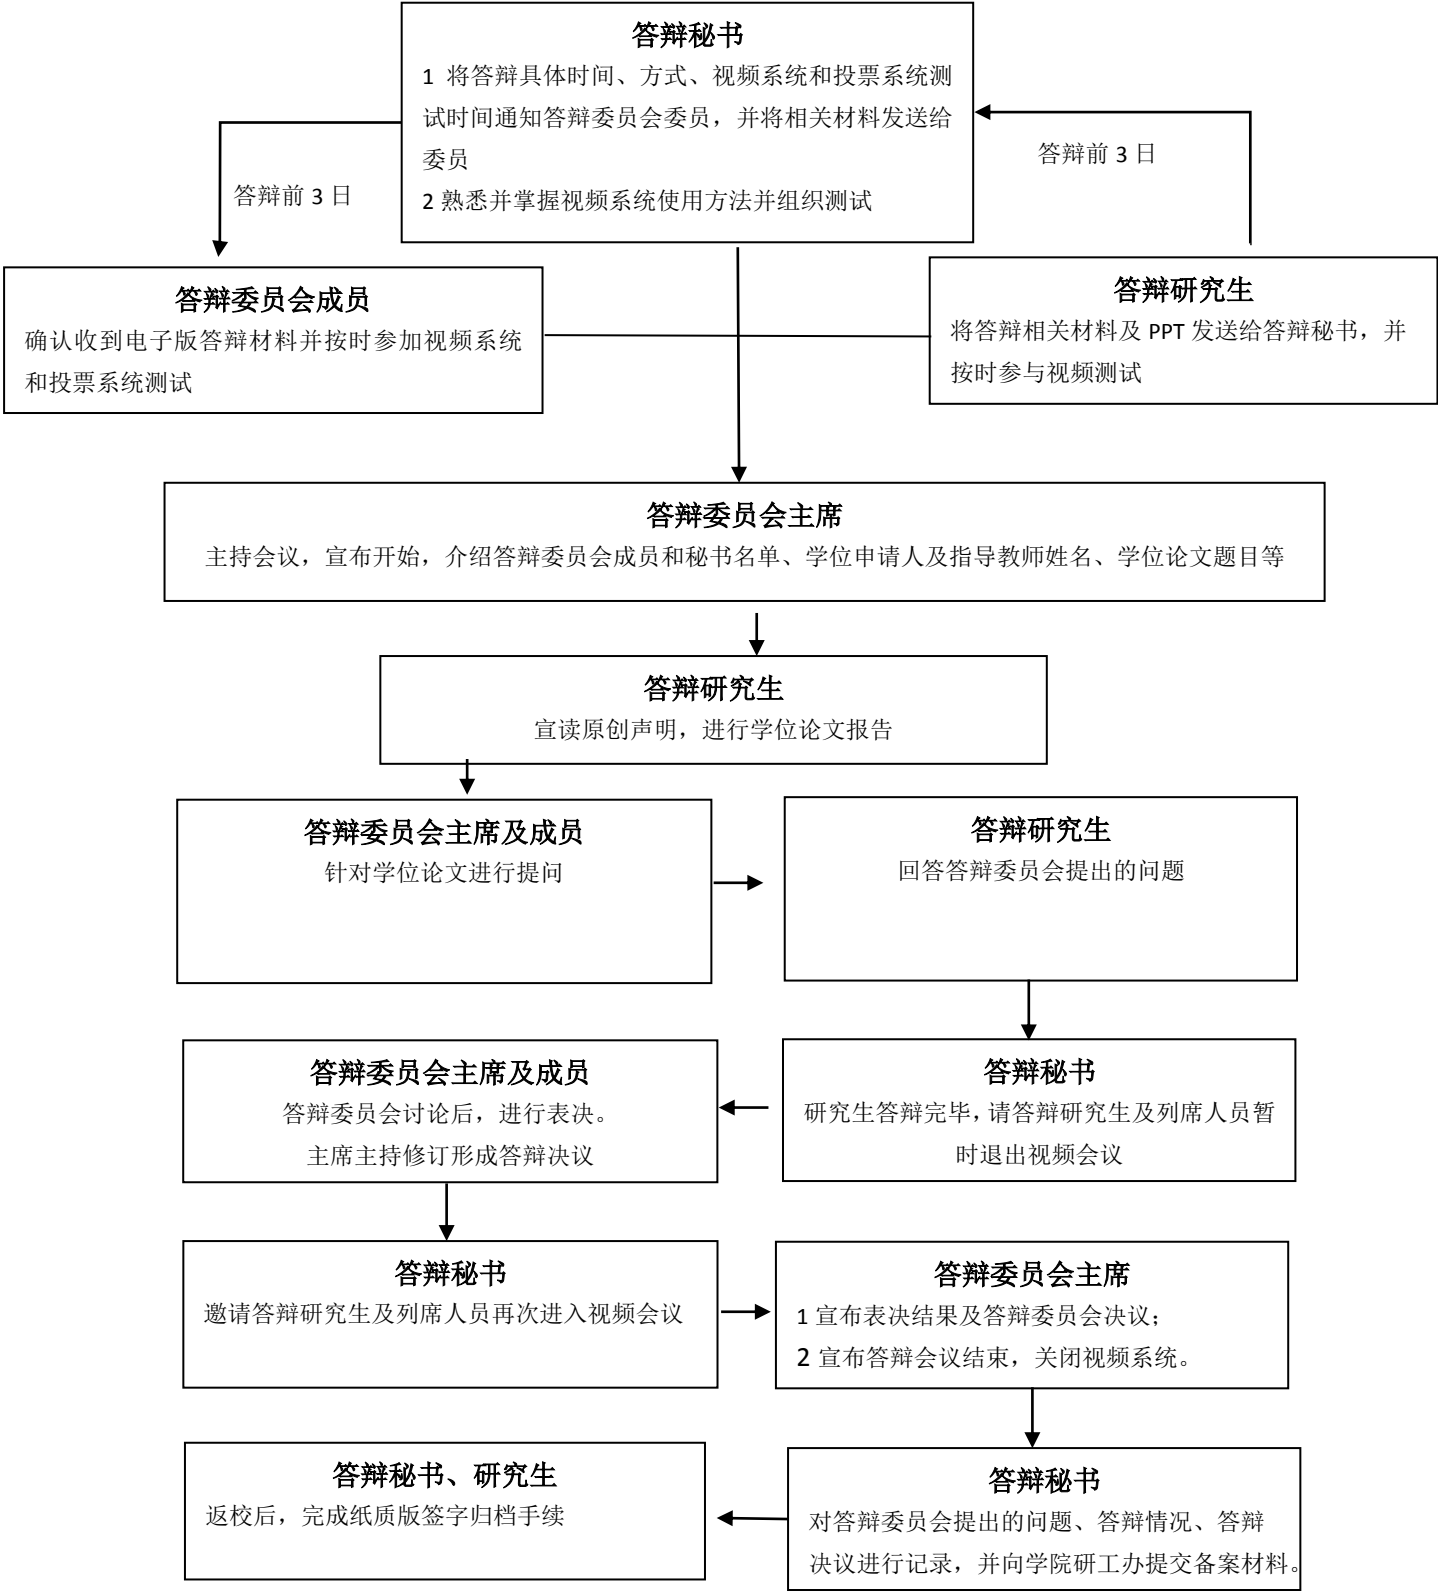 答辩秘书
1 将答辩具体时间、方式、视频系统和投票系统测
试时间通知答辩委员会委员，并将相关材料发送给
委员
2 熟悉并掌握视频系统使用方法并组织测试
答辩前 3 日
答辩前 3 日
答辩委员会成员
确认收到电子版答辩材料并按时参加视频系统
和投票系统测试
答辩研究生
将答辩相关材料及 PPT 发送给答辩秘书，并
按时参与视频测试
答辩委员会主席
主持会议，宣布开始，介绍答辩委员会成员和秘书名单、学位申请人及指导教师姓名、学位论文题目等
答辩研究生
宣读原创声明，进行学位论文报告
答辩委员会主席及成员
针对学位论文进行提问
答辩研究生
回答答辩委员会提出的问题
答辩委员会主席及成员
答辩委员会讨论后，进行表决。
主席主持修订形成答辩决议
答辩秘书
研究生答辩完毕，请答辩研究生及列席人员暂
时退出视频会议
答辩秘书
邀请答辩研究生及列席人员再次进入视频会议
答辩委员会主席
1 宣布表决结果及答辩委员会决议；
2 宣布答辩会议结束，关闭视频系统。
答辩秘书、研究生
返校后，完成纸质版签字归档手续
答辩秘书
对答辩委员会提出的问题、答辩情况、答辩
决议进行记录，并向学院研工办提交备案材料。